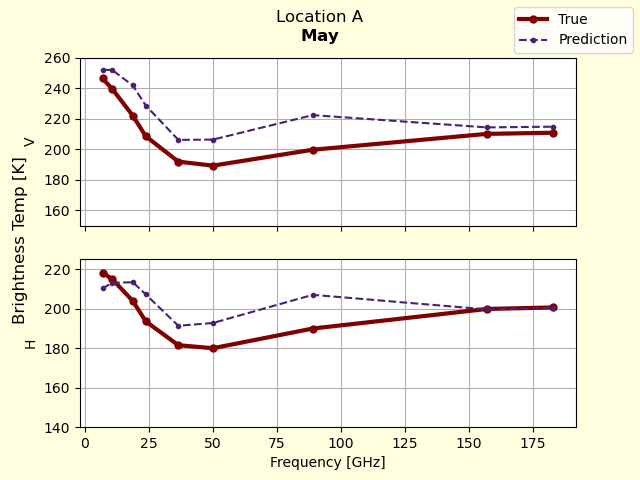 Location A
May
True
Prediction
260
240
220
200
180
160
V
Brightness Temp [K]
220
200
180
160
140
H
0 25 50 75 100 125 150 175
Frequency [GHz]